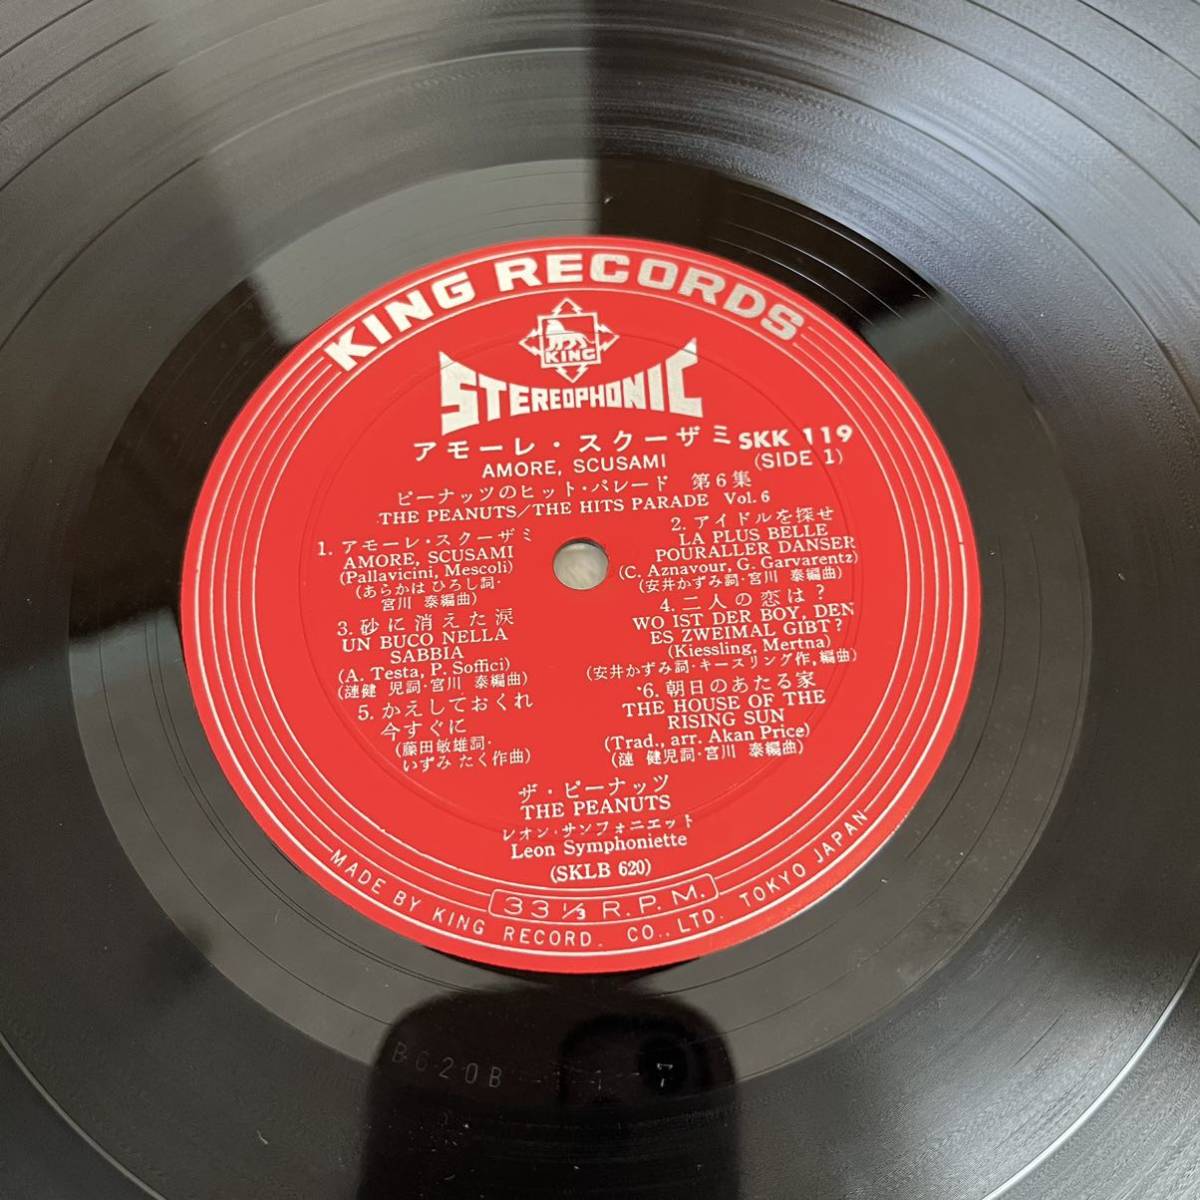 KING RECORDS
KING
STEREOPHONIC
アモーレ・スクーザミ
AMORE, SCUSAMI
SKK 119
(SIDE 1)
ピーナッツのヒット・パレード 第6集
THE PEANUTS/THE HITS PARADE Vol. 6
1. アモーレ・スクーザミ
AMORE, SCUSAMI
(Pallavicini, Mescoli)
(あらかは ひろし詞・
宮川 泰編曲)
2. アイドルを探せ
LA PLUS BELLE
POURALLER DANSER
(C. Aznavour, G. Garvarentz)
(安井かずみ詞・宮川 泰編曲)
3. 砂に消えた涙
UN BUCO NELLA
SABBIA
(A. Testa, P. Soffici)
(漣健 児詞・宮川 泰編曲)
4. 二人の恋は?
WO IST DER BOY, DEN
ES ZWEIMAL GIBT?
(Kiessling, Mertna)
(安井かずみ詞・キースリング作,編曲)
5. かえしておくれ
今すぐに
(藤田敏雄詞・
いずみ たく作曲)
6. 朝日のあたる家
THE HOUSE OF THE
RISING SUN
(Trad., arr. Akan Price)
(漣 健児詞・宮川 泰編曲)
ザ・ピーナッツ
THE PEANUTS
レオン・サンフォニエット
Leon Symphoniette
(SKLB 620)
33 1/3 R.P.M.
MADE BY KING RECORD. CO., LTD. TOKYO JAPAN